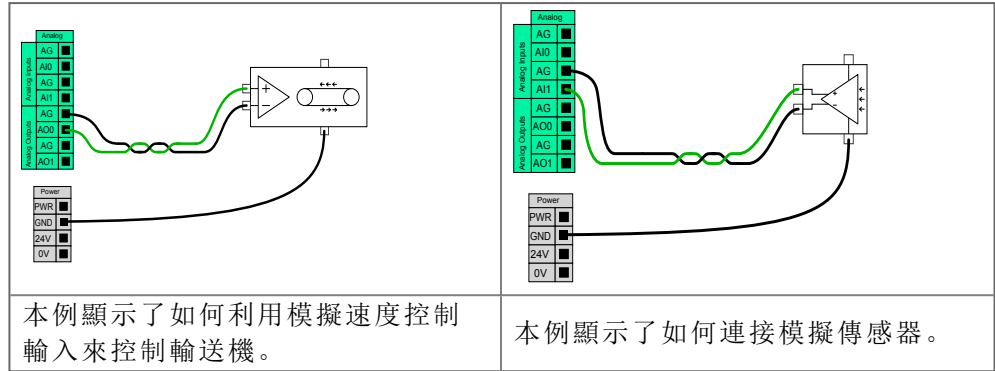 Analog
Analog Inputs
AG
AI0
AG
AI1
Analog Outputs
AG
AO0
AG
AO1
Power
PWR
GND
24V
0V
+
−
本例顯示了如何利用模擬速度控制
輸入來控制輸送機。
Analog
Analog Inputs
AG
AI0
AG
AI1
Analog Outputs
AG
AO0
AG
AO1
Power
PWR
GND
24V
0V
+
-
本例顯示了如何連接模擬傳感器。